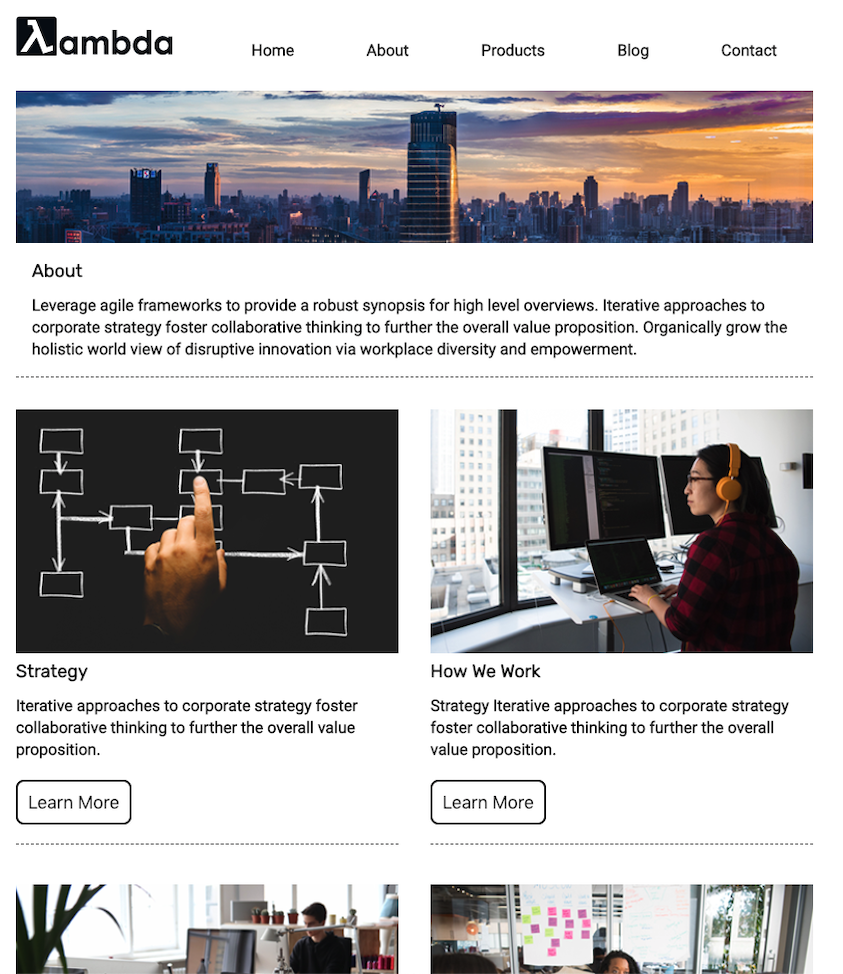 λambda
Home About Products Blog Contact
About
Leverage agile frameworks to provide a robust synopsis for high level overviews. Iterative approaches to
corporate strategy foster collaborative thinking to further the overall value proposition. Organically grow the
holistic world view of disruptive innovation via workplace diversity and empowerment.
Strategy
Iterative approaches to corporate strategy foster
collaborative thinking to further the overall value
proposition.
Learn More
How We Work
Strategy Iterative approaches to corporate strategy
foster collaborative thinking to further the overall
value proposition.
Learn More